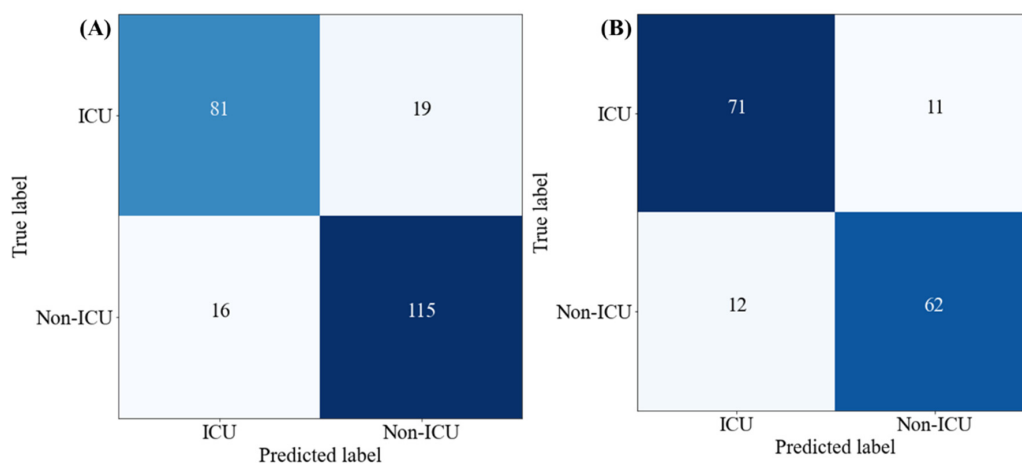 (A)
True label
ICU
81
19
Non-ICU
16
115
ICU
Non-ICU
Predicted label
(B)
True label
ICU
71
11
Non-ICU
12
62
ICU
Non-ICU
Predicted label